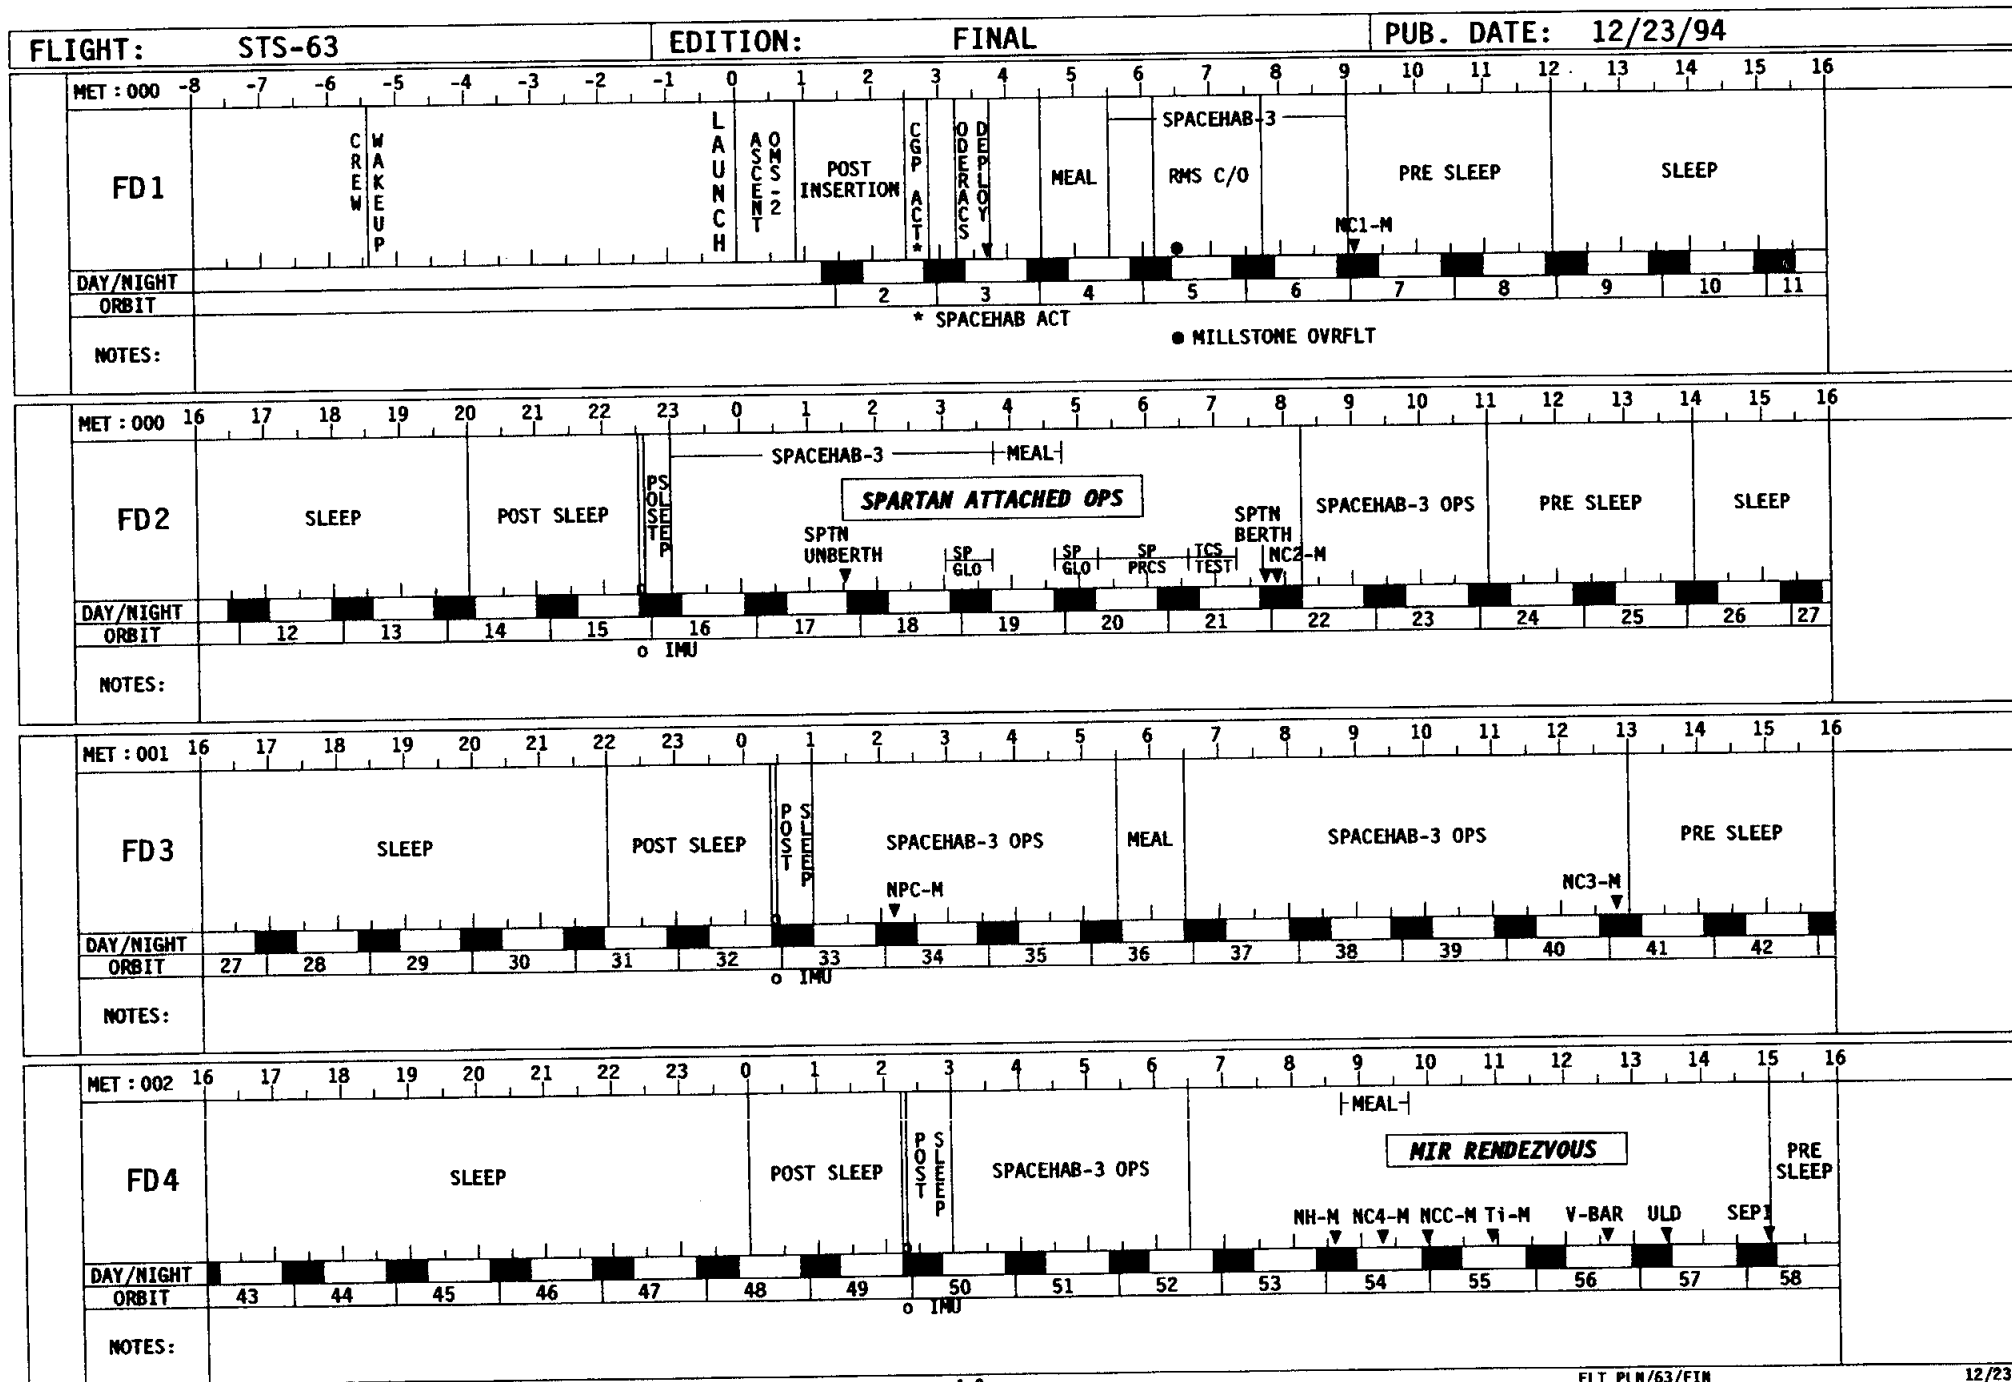 FLIGHT: STS-63 EDITION: FINAL PUB. DATE: 12/23/94
MET:000 -8 -7 -6 -5 -4 -3 -2 -1 0 1 2 3 4 5 6 7 8 9 10 11 12 13 14 15 16
FD1
CREW WAKEUP
LAUNCH
ASCENT OMS-2
POST INSERTION
CGP ACT*
ODERACS DEPLOY
MEAL
SPACEHAB-3
RMS C/O
NC1-M
PRE SLEEP
SLEEP
DAY/NIGHT
ORBIT 2 3 4 5 6 7 8 9 10 11
* SPACEHAB ACT
● MILLSTONE OVRFLT
NOTES:
MET:000 16 17 18 19 20 21 22 23 0 1 2 3 4 5 6 7 8 9 10 11 12 13 14 15 16
FD2
SLEEP
POST SLEEP
POST SLEEP
SPACEHAB-3 MEAL
SPARTAN ATTACHED OPS
SPTN UNBERTH
SP GLO
SP GLO
SP PRCS
TCS TEST
SPTN BERTH
NC2-M
SPACEHAB-3 OPS
PRE SLEEP
SLEEP
DAY/NIGHT
ORBIT 12 13 14 15 16 17 18 19 20 21 22 23 24 25 26 27
o IMU
NOTES:
MET:001 16 17 18 19 20 21 22 23 0 1 2 3 4 5 6 7 8 9 10 11 12 13 14 15 16
FD3
SLEEP
POST SLEEP
POST SLEEP
SPACEHAB-3 OPS
NPC-M
MEAL
SPACEHAB-3 OPS
NC3-M
PRE SLEEP
DAY/NIGHT
ORBIT 27 28 29 30 31 32 33 34 35 36 37 38 39 40 41 42
o IMU
NOTES:
MET:002 16 17 18 19 20 21 22 23 0 1 2 3 4 5 6 7 8 9 10 11 12 13 14 15 16
FD4
SLEEP
POST SLEEP
POST SLEEP
SPACEHAB-3 OPS
MEAL
MIR RENDEZVOUS
NH-M NC4-M NCC-M Ti-M V-BAR ULD SEP1
PRE SLEEP
DAY/NIGHT
ORBIT 43 44 45 46 47 48 49 50 51 52 53 54 55 56 57 58
o IMU
NOTES:
FLT PLN/63/FIN 12/23